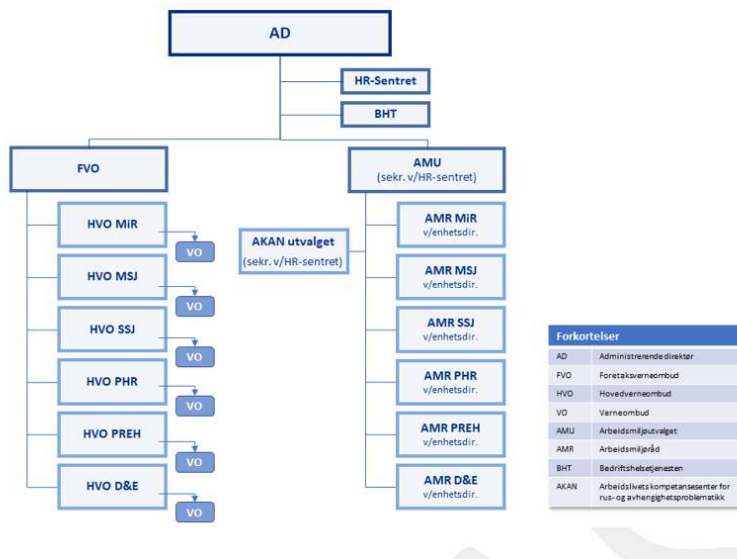 AD
HR-Sentret
BHT
FVO
AMU
(sekr. v/HR-sentret)
HVO MiR
VO
HVO MSJ
VO
HVO SSJ
VO
HVO PHR
VO
HVO PREH
VO
HVO D&E
VO
AKAN utvalget
(sekr. v/HR-sentret)
AMR MiR
v/enhetsdir.
AMR MSJ
v/enhetsdir.
AMR SSJ
v/enhetsdir.
AMR PHR
v/enhetsdir.
AMR PREH
v/enhetsdir.
AMR D&E
v/enhetsdir.
Forkortelser
AD Administrerende direktør
FVO Foretaksverneombud
HVO Hovedverneombud
VO Verneombud
AMU Arbeidsmiljøutvalget
AMR Arbeidsmiljøråd
BHT Bedriftshelsetjenesten
AKAN Arbeidslivets kompetansesenter for
rus- og avhengighetsproblematikk